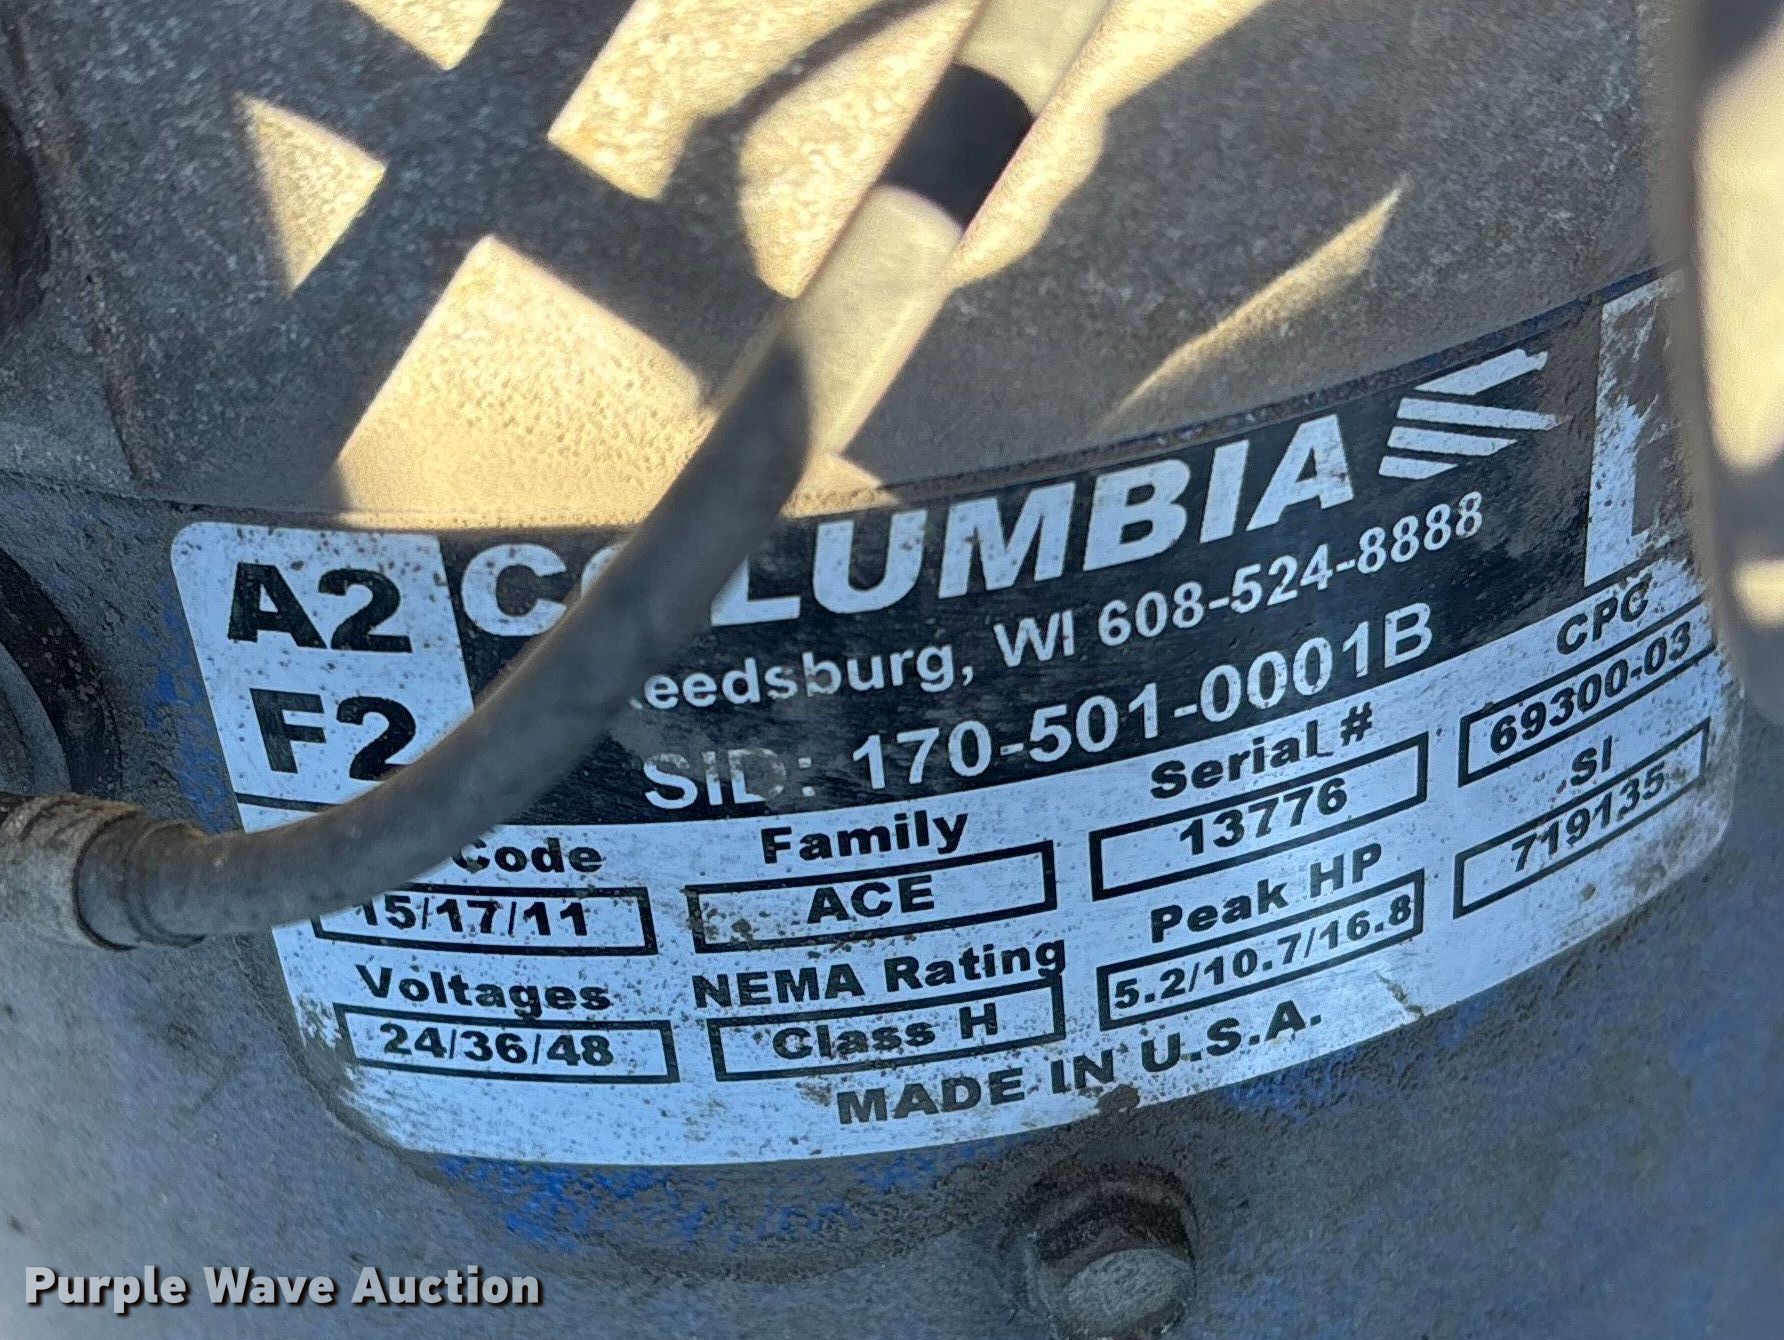 A2
F2
COLUMBIA
Reedsburg, WI 608-524-8888
SID: 170-501-0001B
Code Family Serial # CPC
15/17/11 ACE 13776 69300-03
Voltages NEMA Rating Peak HP SI
24/36/48 Class H 5.2/10.7/16.8 719135
MADE IN U.S.A.
Purple Wave Auction